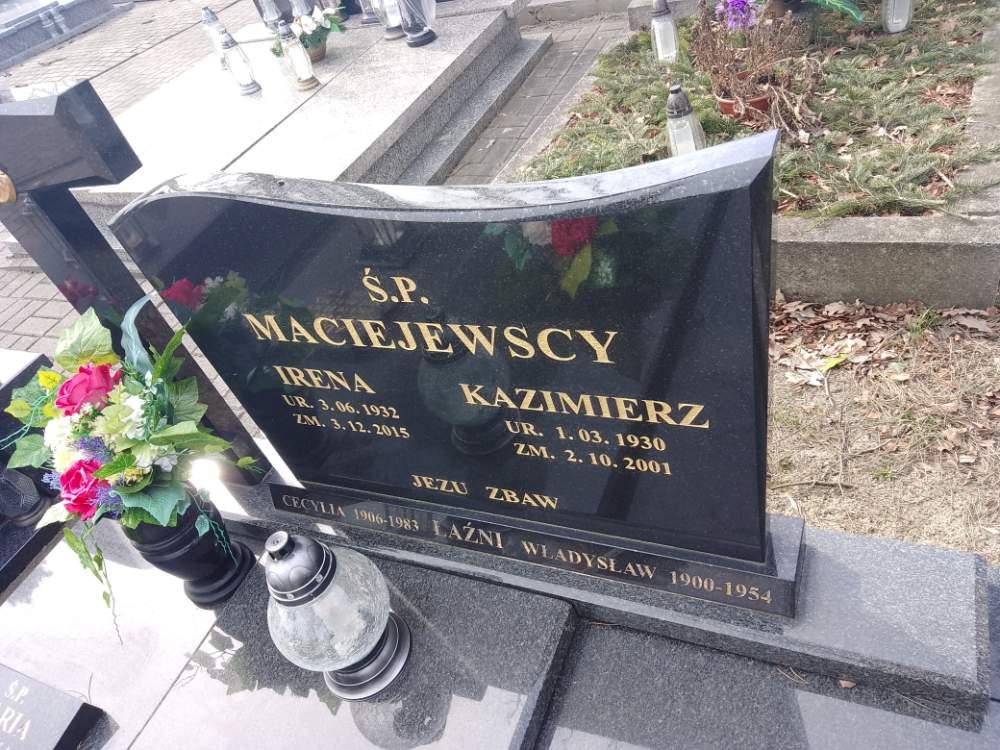 Ś.P.
MACIEJEWSCY
IRENA
UR. 3.06.1932
ZM. 3.12.2015
KAZIMIERZ
UR. 1.03.1930
ZM. 2.10.2001
JEZU ZBAW
CECYLIA 1906-1983 ŁAŹNI WŁADYSŁAW 1900-1954
Ś.P.